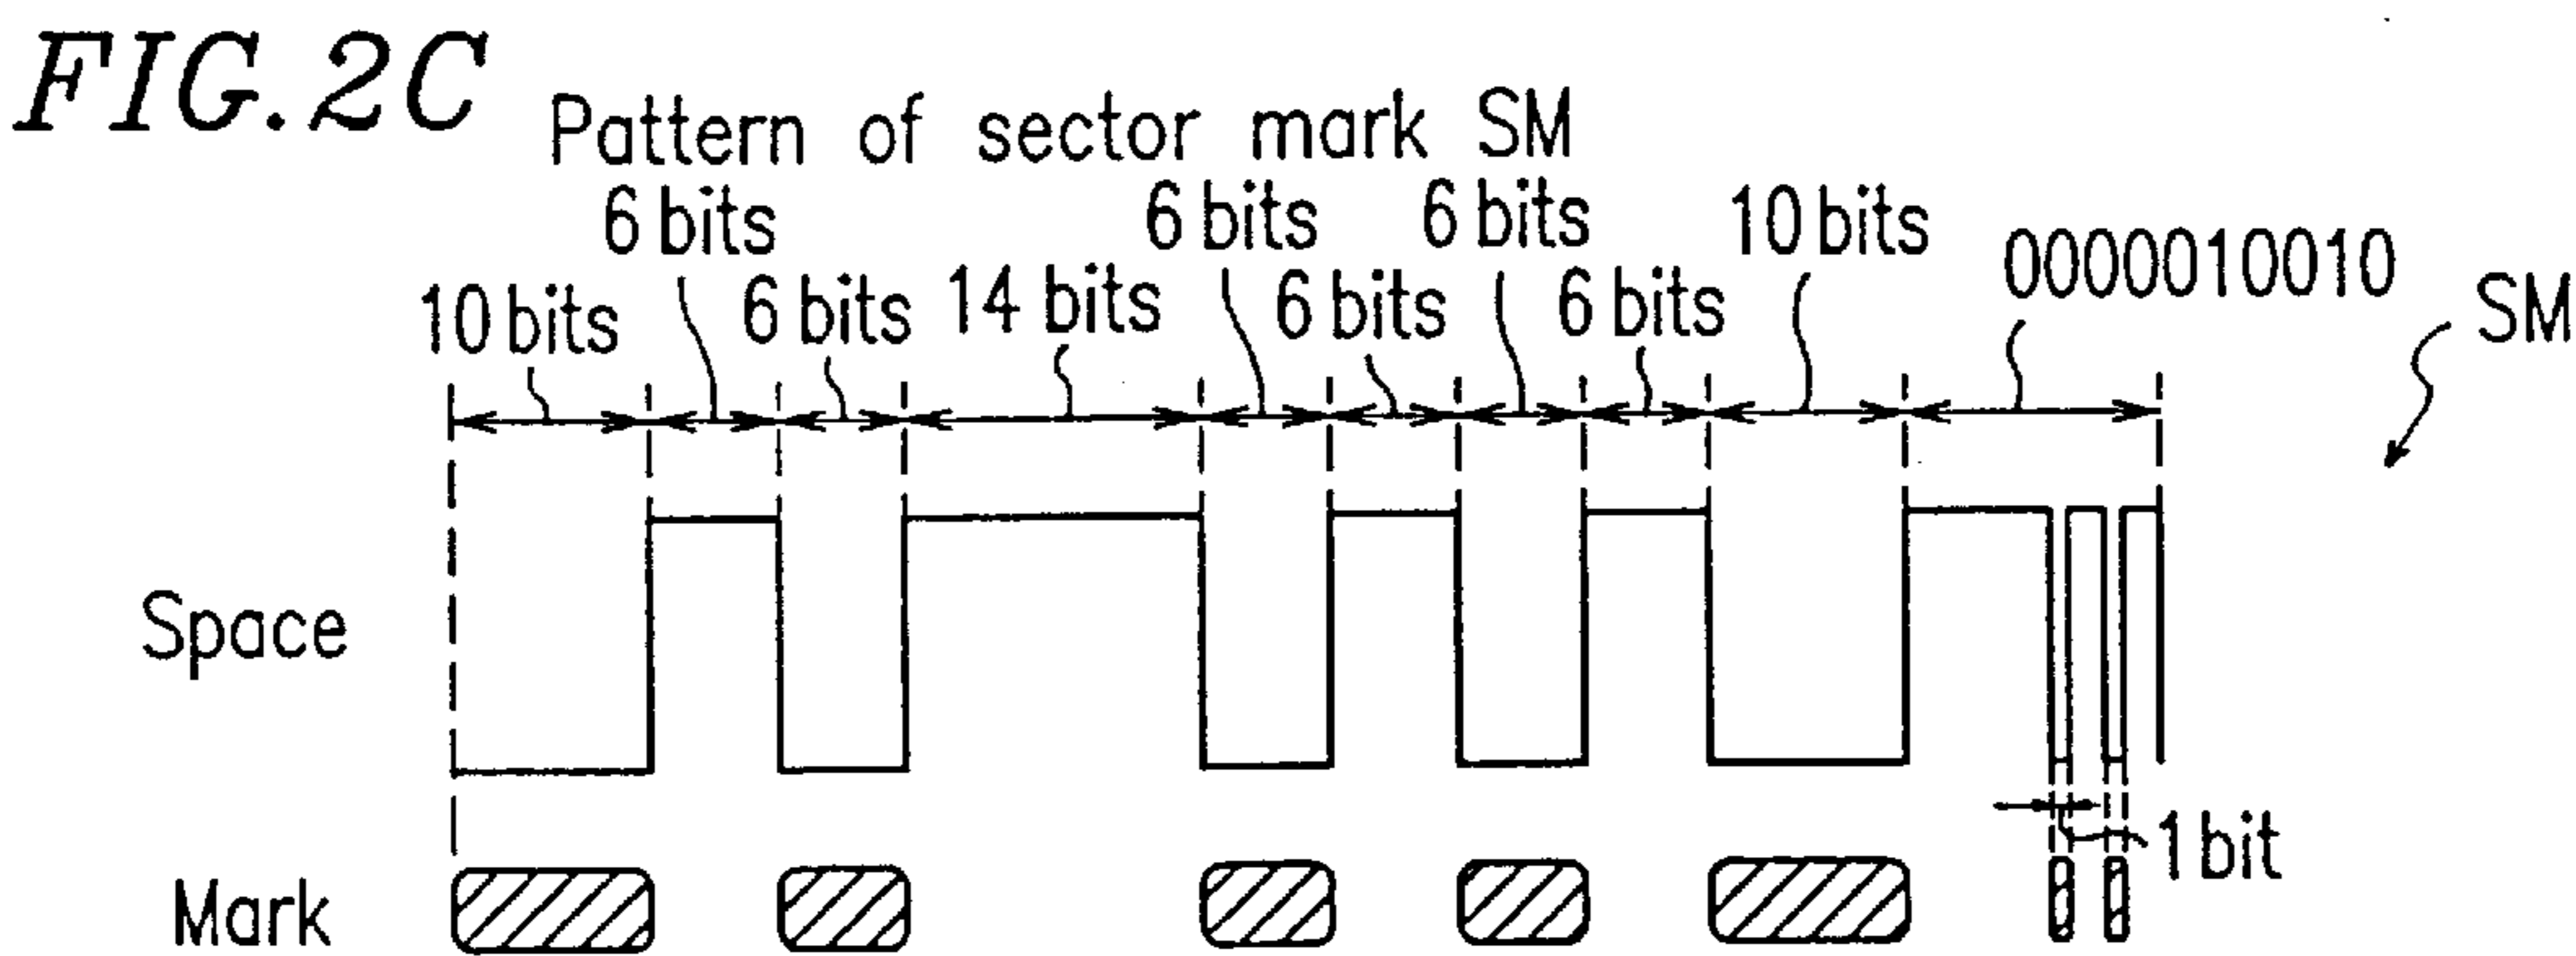 FIG.2C
Pattern of sector mark SM
6 bits 6 bits 6 bits 10 bits
10 bits 6 bits 14 bits 6 bits 6 bits 0000010010
SM
Space
1 bit
Mark